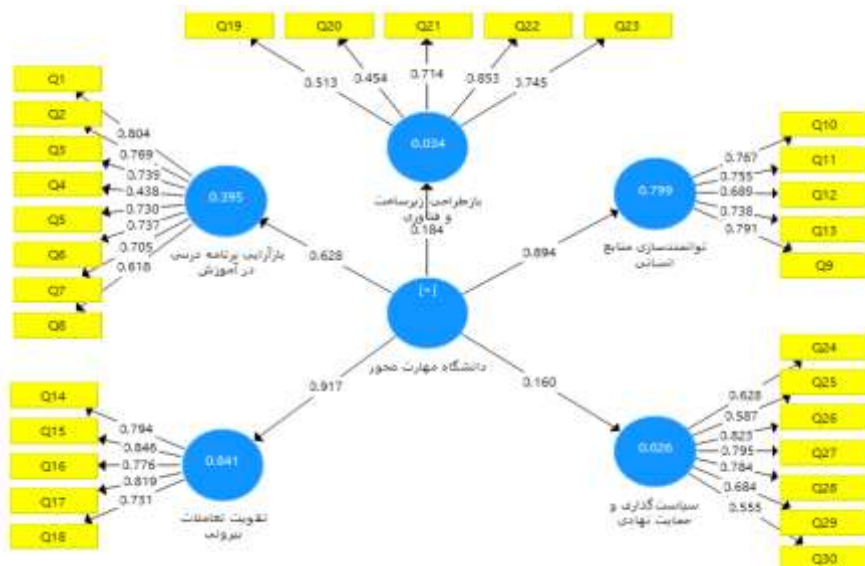 Q19
Q20
Q21
Q22
Q23
0.513
0.454
0.714
0.853
0.745
0.034
بازطراحی زیرساخت
و فناوری
0.184
Q1
Q2
Q3
Q4
Q5
Q6
Q7
Q8
0.804
0.769
0.739
0.438
0.730
0.737
0.705
0.618
0.395
بازآرایی برنامه درسی
در آموزش
0.628
Q10
Q11
Q12
Q13
Q9
0.767
0.755
0.689
0.738
0.791
0.799
توانمندسازی منابع
انسانی
0.894
[+]
دانشگاه مهارت محور
Q14
Q15
Q16
Q17
Q18
0.794
0.846
0.776
0.819
0.731
0.841
تقویت تعاملات
بیرونی
0.917
Q24
Q25
Q26
Q27
Q28
Q29
Q30
0.628
0.587
0.823
0.795
0.784
0.684
0.555
0.026
سیاست‌گذاری و
حمایت نهادی
0.160